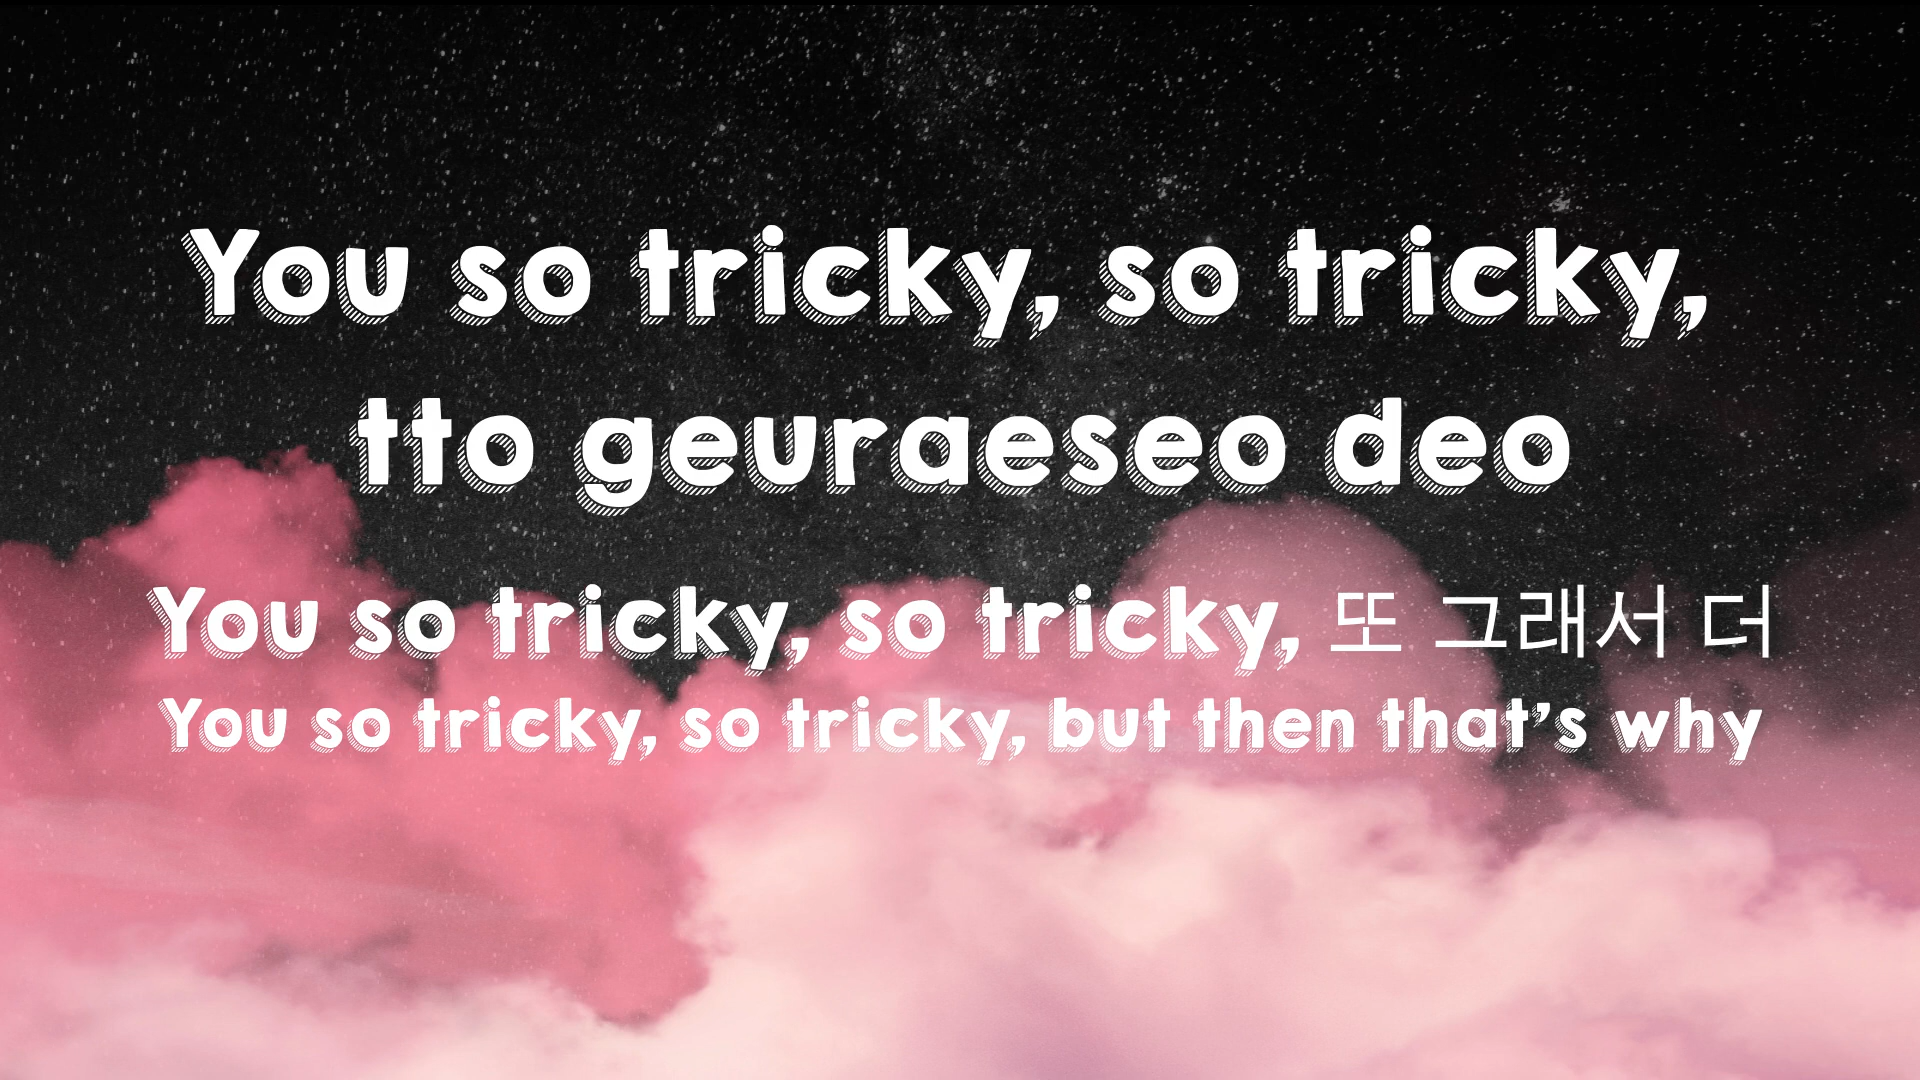 You so tricky, so tricky,
tto geuraeseo deo
You so tricky, so tricky, 또 그래서 더
You so tricky, so tricky, but then that's why